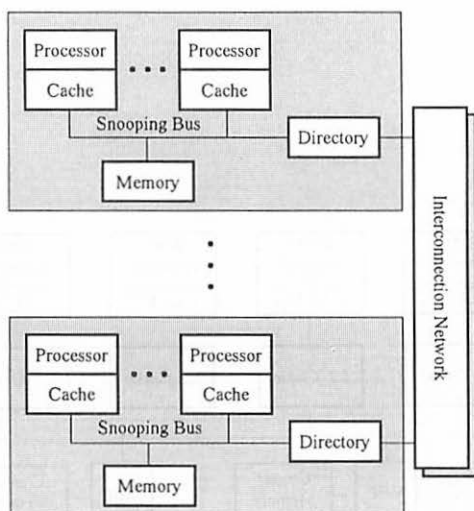 Processor Processor
Cache Cache
Snooping Bus
Directory
Memory
Interconnection Network
Processor Processor
Cache Cache
Snooping Bus
Directory
Memory